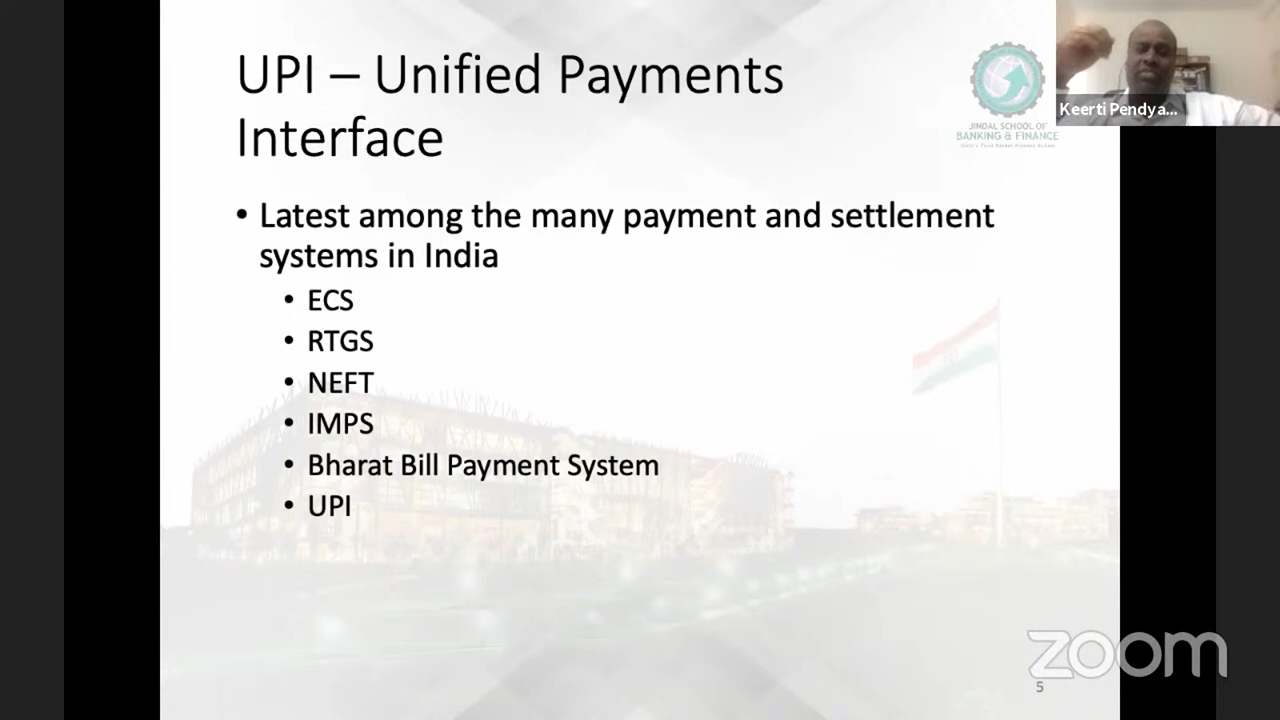 UPI – Unified Payments
Interface
JINDAL SCHOOL OF
BANKING & FINANCE
Keerti Pendya...
• Latest among the many payment and settlement
systems in India
• ECS
• RTGS
• NEFT
• IMPS
• Bharat Bill Payment System
• UPI
zoom
5